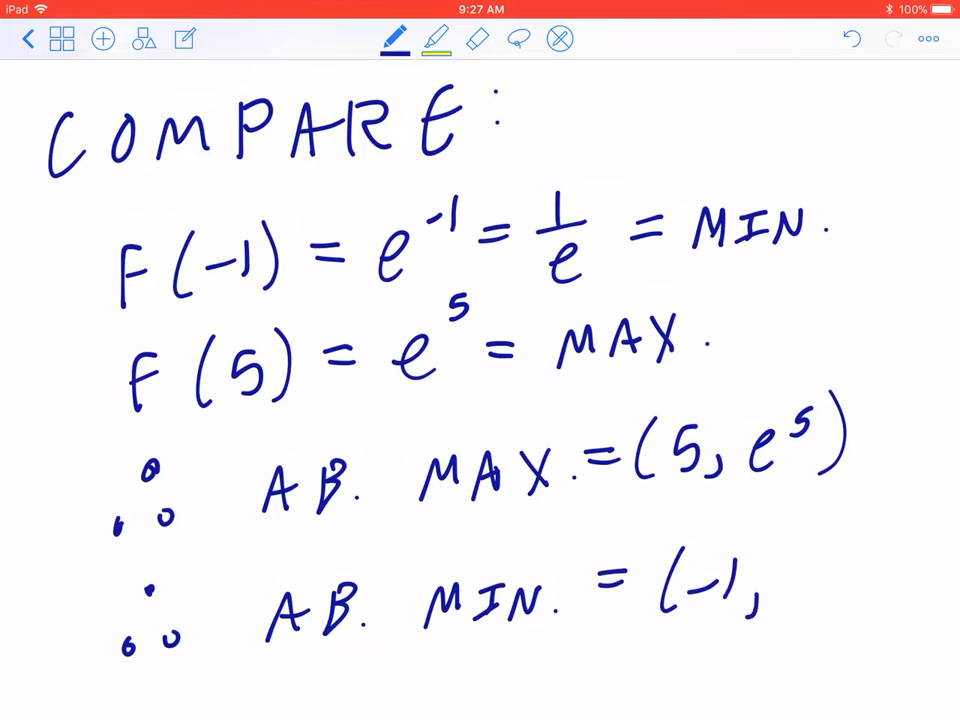 iPad 9:27 AM 100%
COMPARE:
F(-1) = e^-1 = 1/e = MIN.
F(5) = e^5 = MAX.
∴ AB. MAX. = (5, e^5)
∴ AB. MIN. = (-1,